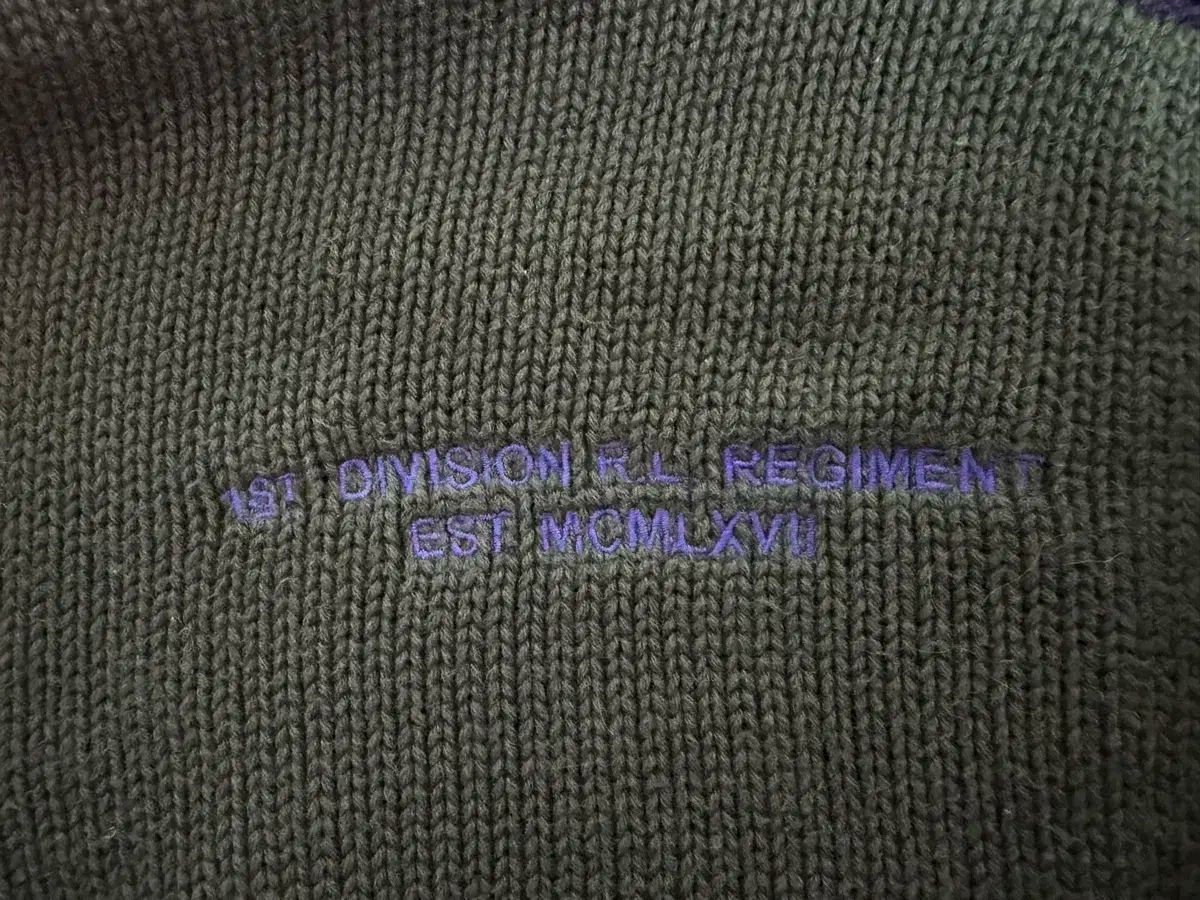 1ST DIVISION R.L. REGIMENT
EST MCMLXVII